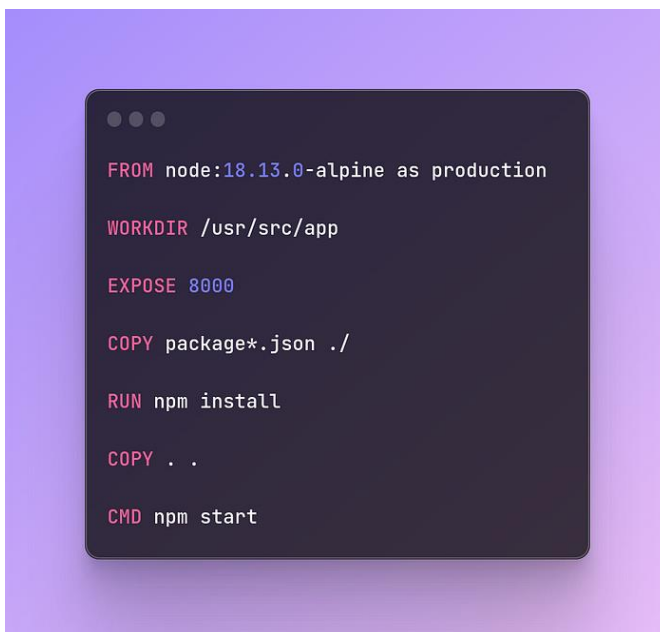 FROM node:18.13.0-alpine as production
WORKDIR /usr/src/app
EXPOSE 8000
COPY package*.json ./
RUN npm install
COPY . .
CMD npm start